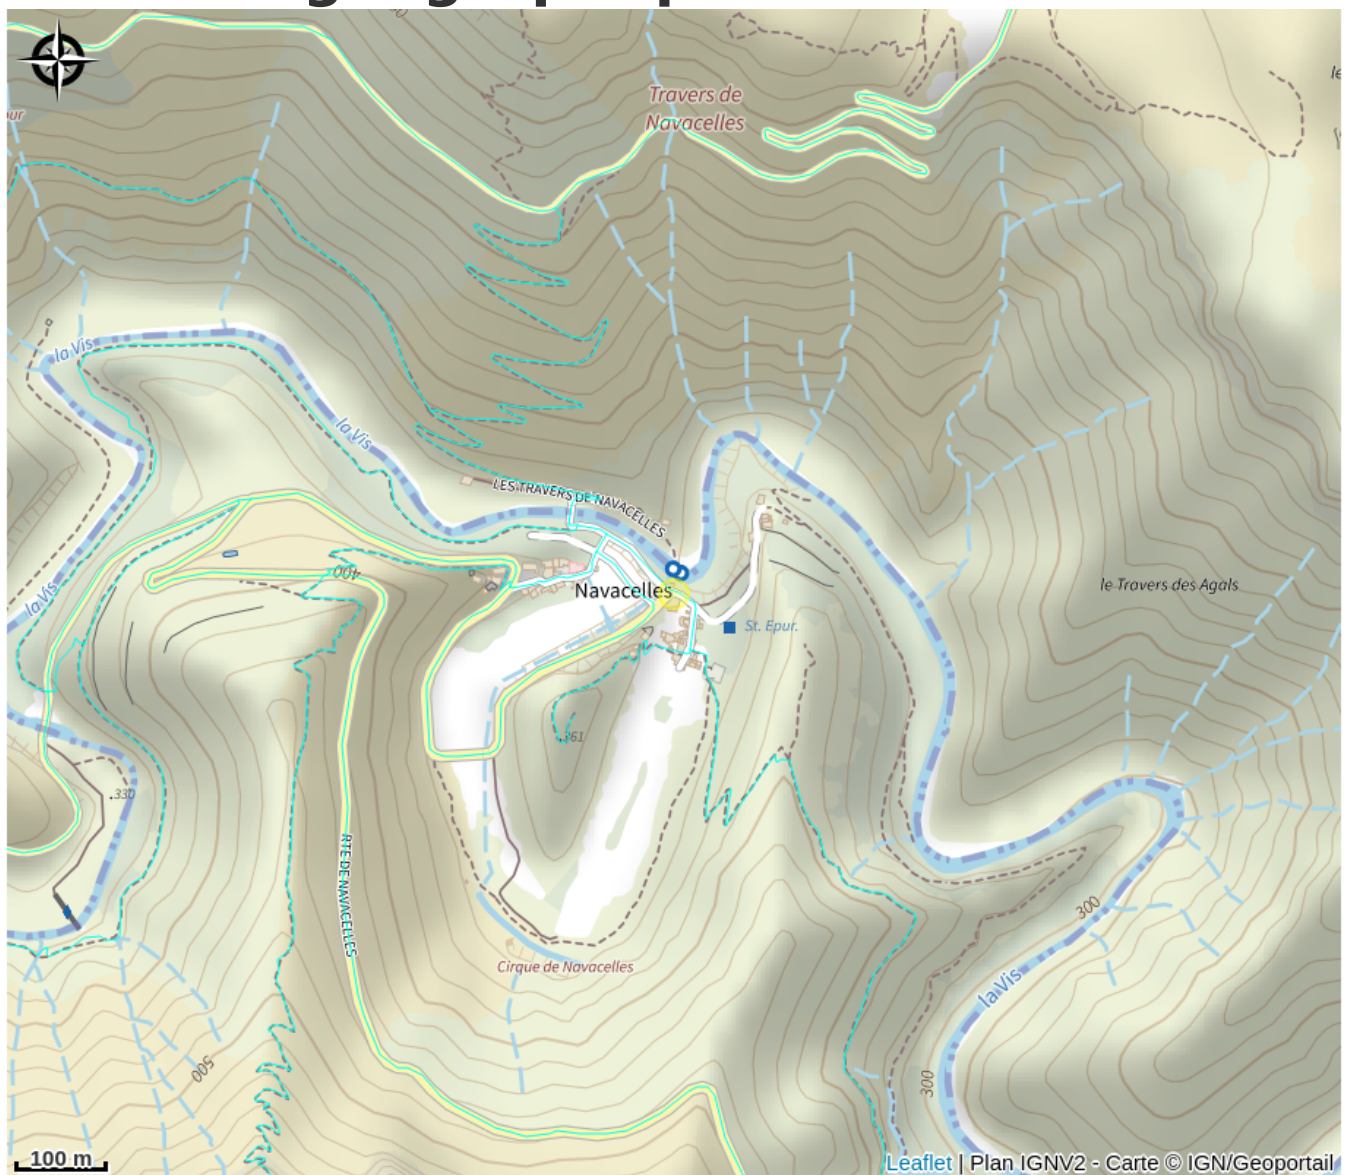 Travers de
Navacelles
la Vis
la Vis
LES TRAVERS DE NAVACELLES
400
la Vis
Navacelles
le Travers des Agals
St. Epur.
.361
.330
RTE DE NAVACELLES
300
Cirque de Navacelles
la Vis
500
300
100 m
Leaflet | Plan IGNV2 - Carte © IGN/Geoportail